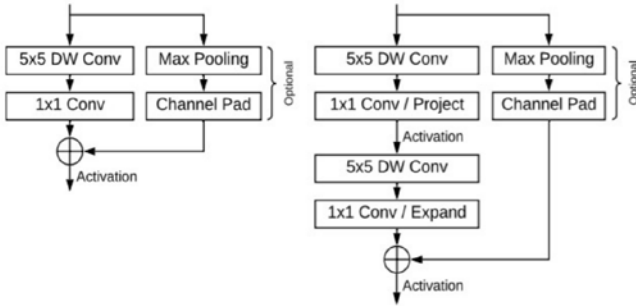 5x5 DW Conv
Max Pooling
1x1 Conv
Channel Pad
Optional
Activation
5x5 DW Conv
Max Pooling
1x1 Conv / Project
Channel Pad
Optional
Activation
5x5 DW Conv
1x1 Conv / Expand
Activation